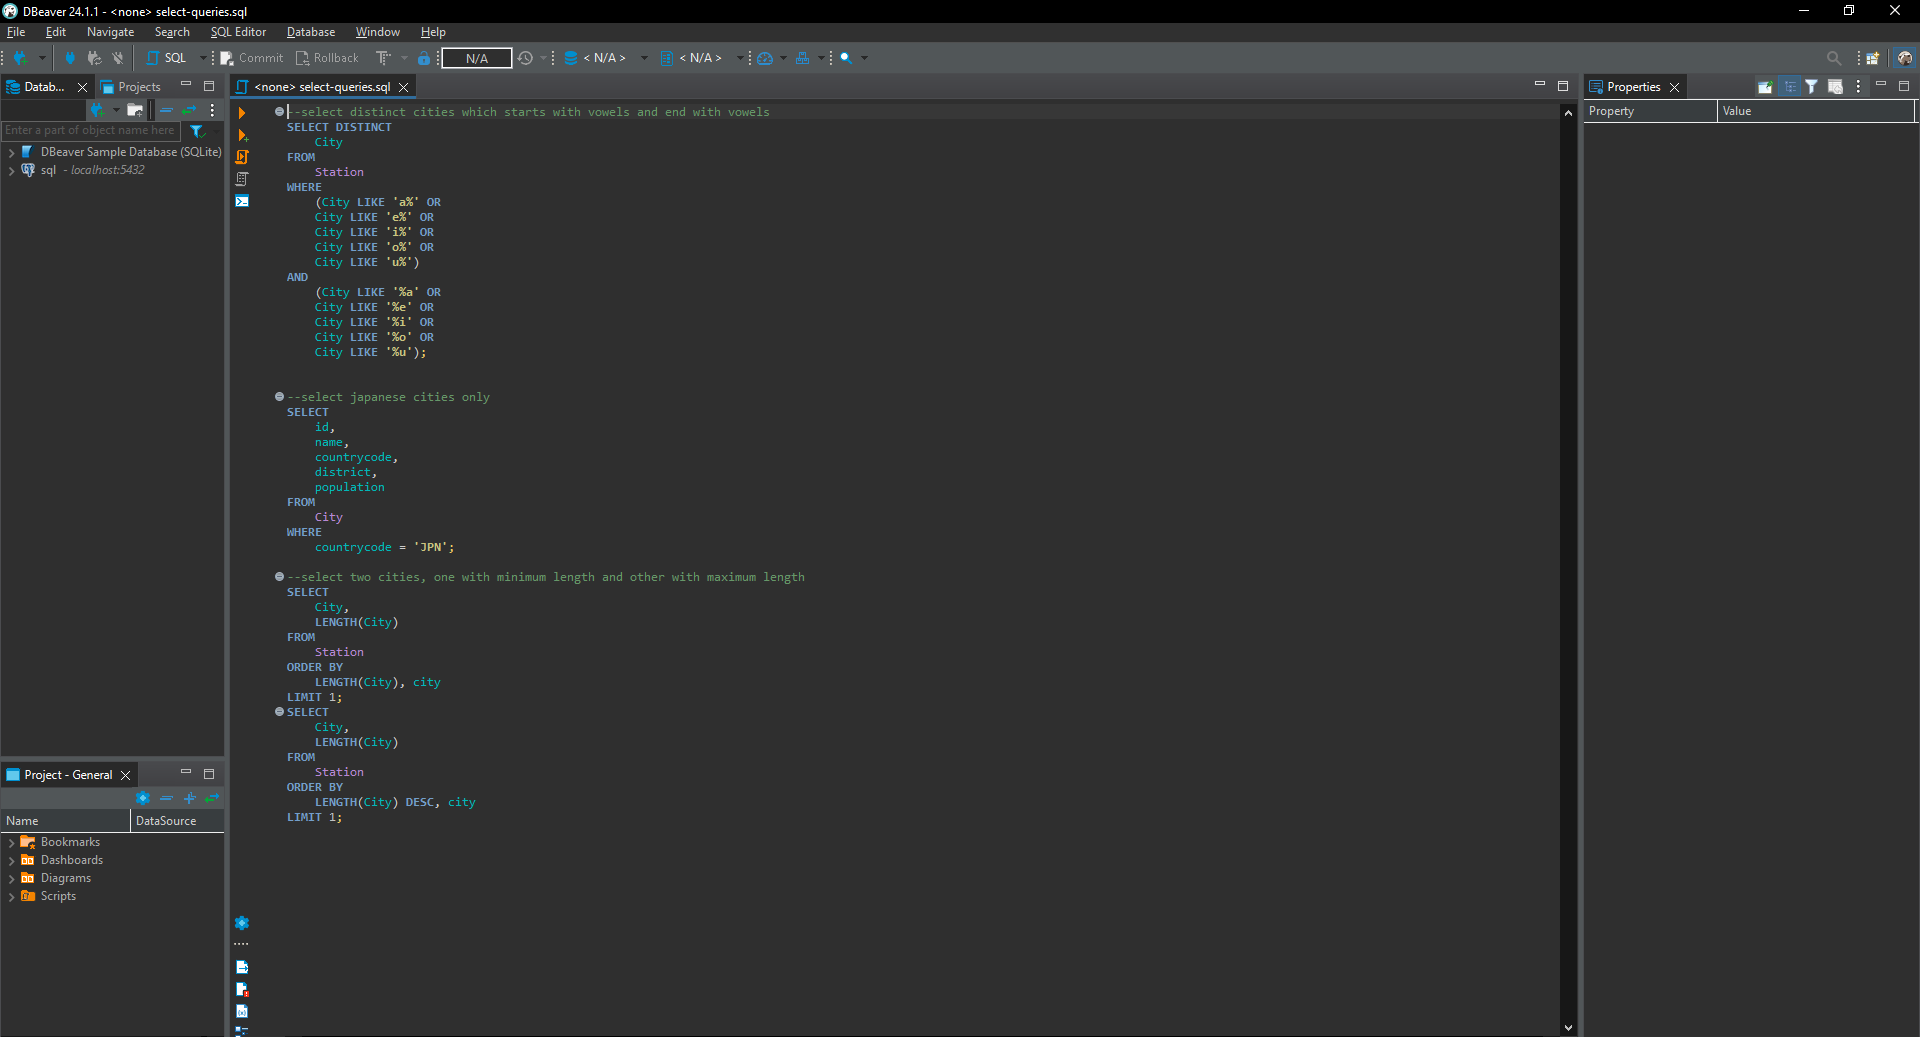 DBeaver 24.1.1 - <none> select-queries.sql
File Edit Navigate Search SQL Editor Database Window Help
SQL Commit Rollback N/A < N/A > < N/A >
Datab... Projects
Enter a part of object name here
DBeaver Sample Database (SQLite)
sql - localhost:5432
<none> select-queries.sql
--select distinct cities which starts with vowels and end with vowels
SELECT DISTINCT
City
FROM
Station
WHERE
(City LIKE 'a%' OR
City LIKE 'e%' OR
City LIKE 'i%' OR
City LIKE 'o%' OR
City LIKE 'u%')
AND
(City LIKE '%a' OR
City LIKE '%e' OR
City LIKE '%i' OR
City LIKE '%o' OR
City LIKE '%u');
--select japanese cities only
SELECT
id,
name,
countrycode,
district,
population
FROM
City
WHERE
countrycode = 'JPN';
--select two cities, one with minimum length and other with maximum length
SELECT
City,
LENGTH(City)
FROM
Station
ORDER BY
LENGTH(City), city
LIMIT 1;
SELECT
City,
LENGTH(City)
FROM
Station
ORDER BY
LENGTH(City) DESC, city
LIMIT 1;
Properties
Property Value
Project - General
Name DataSource
Bookmarks
Dashboards
Diagrams
Scripts